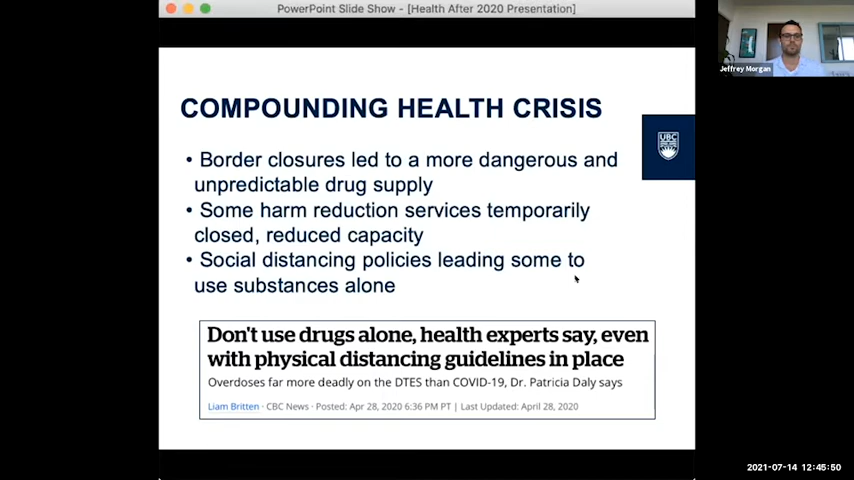 PowerPoint Slide Show - [Health After 2020 Presentation]
Jeffrey Morgan
COMPOUNDING HEALTH CRISIS
UBC
• Border closures led to a more dangerous and
unpredictable drug supply
• Some harm reduction services temporarily
closed, reduced capacity
• Social distancing policies leading some to
use substances alone
Don't use drugs alone, health experts say, even
with physical distancing guidelines in place
Overdoses far more deadly on the DTES than COVID-19, Dr. Patricia Daly says
Liam Britten · CBC News · Posted: Apr 28, 2020 6:36 PM PT | Last Updated: April 28, 2020
2021-07-14 12:45:50